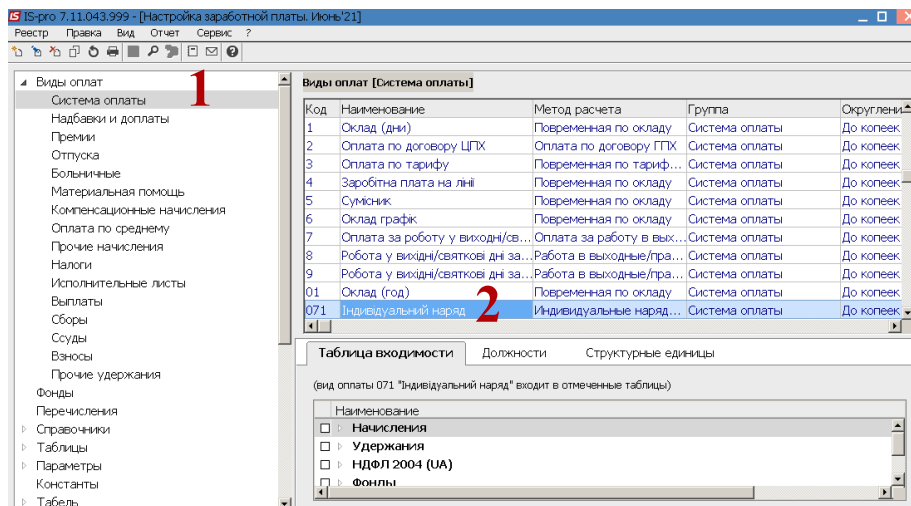 IS-pro 7.11.043.999 - [Настройка заработной платы. Июнь'21]
Реестр Правка Вид Отчет Сервис ?
Виды оплат
Система оплаты
Надбавки и доплаты
Премии
Отпуска
Больничные
Материальная помощь
Компенсационные начисления
Оплата по среднему
Прочие начисления
Налоги
Исполнительные листы
Выплаты
Сборы
Ссуды
Взносы
Прочие удержания
Фонды
Перечисления
Справочники
Таблицы
Параметры
Константы
Табель
1
Виды оплат [Система оплаты]
Код Наименование Метод расчета Группа Округлени
1 Оклад (дни) Повременная по окладу Система оплаты До копеек
2 Оплата по договору ЦПХ Оплата по договору ГПХ Система оплаты До копеек
3 Оплата по тарифу Повременная по тариф... Система оплаты До копеек
4 Заробітна плата на лінії Повременная по окладу Система оплаты До копеек
5 Сумісник Повременная по окладу Система оплаты До копеек
6 Оклад графік Повременная по окладу Система оплаты До копеек
7 Оплата за роботу у виходні/св... Оплата за работу в вых... Система оплаты До копеек
8 Робота у вихідні/святкові дні за... Работа в выходные/пра... Система оплаты До копеек
9 Робота у вихідні/святкові дні за... Работа в выходные/пра... Система оплаты До копеек
01 Оклад (год) Повременная по окладу Система оплаты До копеек
071 Індивідуальний наряд Индивидуальные наряд... Система оплаты До копеек
2
Таблица входимости Должности Структурные единицы
(вид оплаты 071 "Індивідуальний наряд" входит в отмеченные таблицы)
Наименование
Начисления
Удержания
НДФЛ 2004 (UA)
Фонды